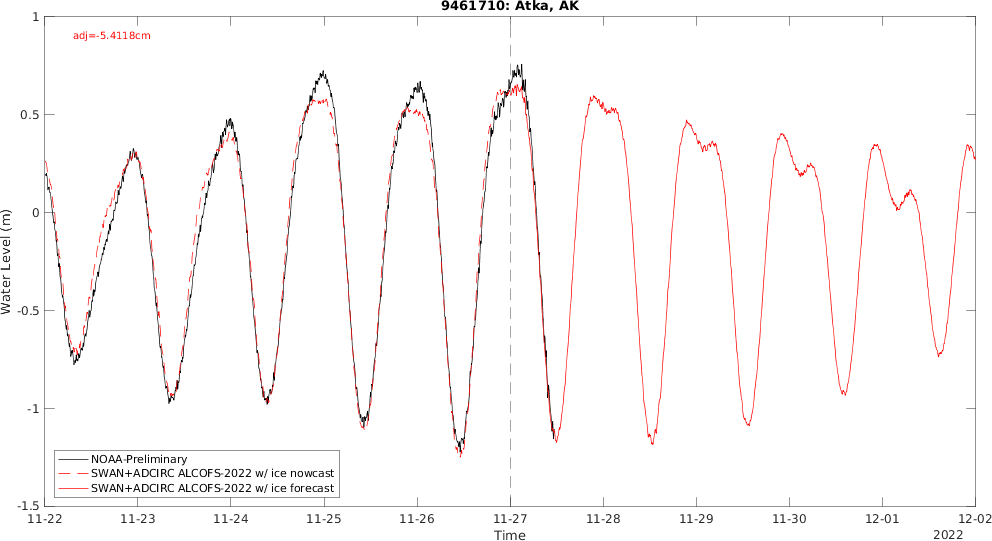 9461710: Atka, AK
adj=-5.4118cm
Water Level (m)
1
0.5
0
-0.5
-1
-1.5
NOAA-Preliminary
SWAN+ADCIRC ALCOFS-2022 w/ ice nowcast
SWAN+ADCIRC ALCOFS-2022 w/ ice forecast
11-22 11-23 11-24 11-25 11-26 11-27 11-28 11-29 11-30 12-01 12-02
Time
2022